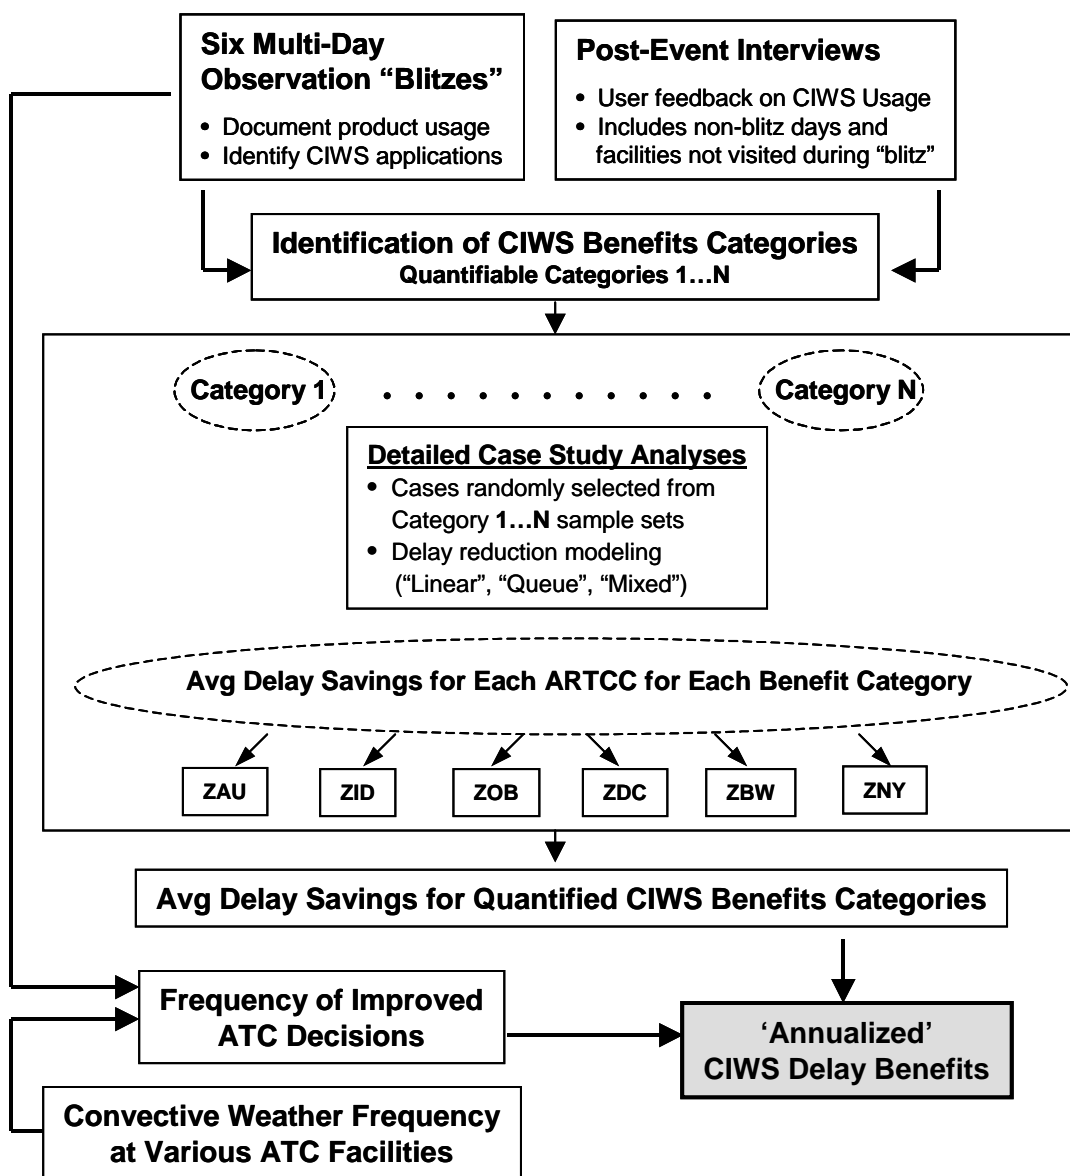 Six Multi-Day
Observation “Blitzes”
• Document product usage
• Identify CIWS applications
Post-Event Interviews
• User feedback on CIWS Usage
• Includes non-blitz days and
facilities not visited during “blitz”
Identification of CIWS Benefits Categories
Quantifiable Categories 1…N
Category 1
. . . . . . . . . . .
Category N
Detailed Case Study Analyses
• Cases randomly selected from
Category 1…N sample sets
• Delay reduction modeling
(“Linear”, “Queue”, “Mixed”)
Avg Delay Savings for Each ARTCC for Each Benefit Category
ZAU
ZID
ZOB
ZDC
ZBW
ZNY
Avg Delay Savings for Quantified CIWS Benefits Categories
Frequency of Improved
ATC Decisions
‘Annualized’
CIWS Delay Benefits
Convective Weather Frequency
at Various ATC Facilities